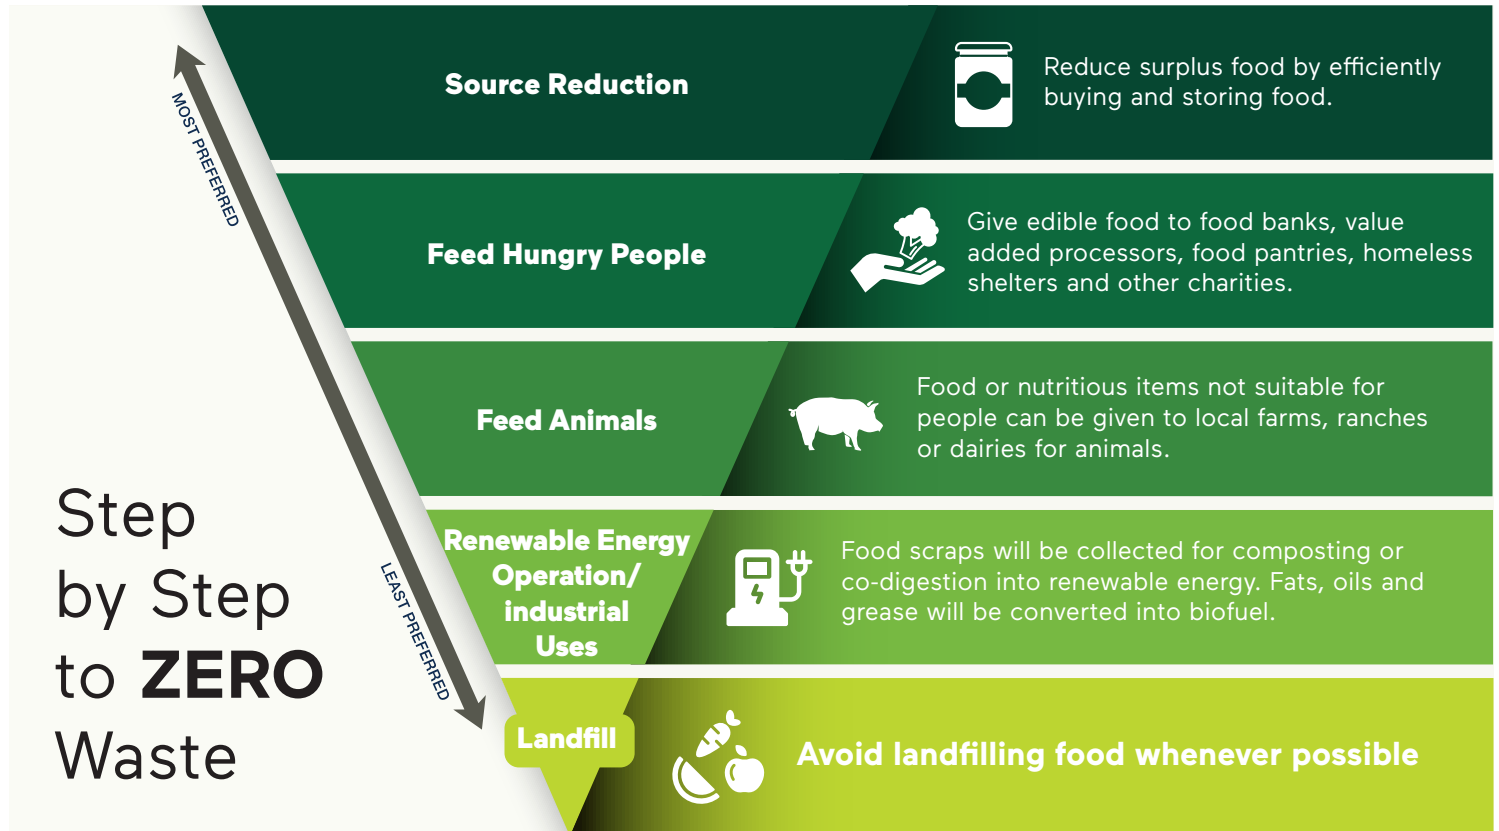 Source Reduction
Reduce surplus food by efficiently
buying and storing food.
MOST PREFERRED
Feed Hungry People
Give edible food to food banks, value
added processors, food pantries, homeless
shelters and other charities.
Feed Animals
Food or nutritious items not suitable for
people can be given to local farms, ranches
or dairies for animals.
Step
by Step
to ZERO
Waste
LEAST PREFERRED
Renewable Energy
Operation/
industrial
Uses
Food scraps will be collected for composting or
co-digestion into renewable energy. Fats, oils and
grease will be converted into biofuel.
Landfill
Avoid landfilling food whenever possible